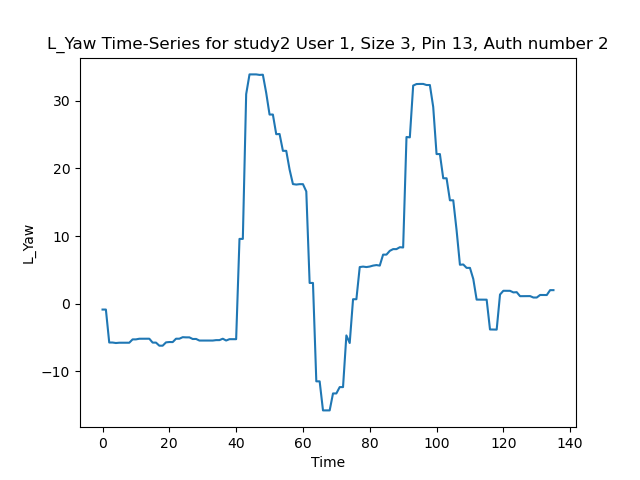 L_Yaw Time-Series for study2 User 1, Size 3, Pin 13, Auth number 2
30
20
10
0
−10
L_Yaw
0 20 40 60 80 100 120 140
Time